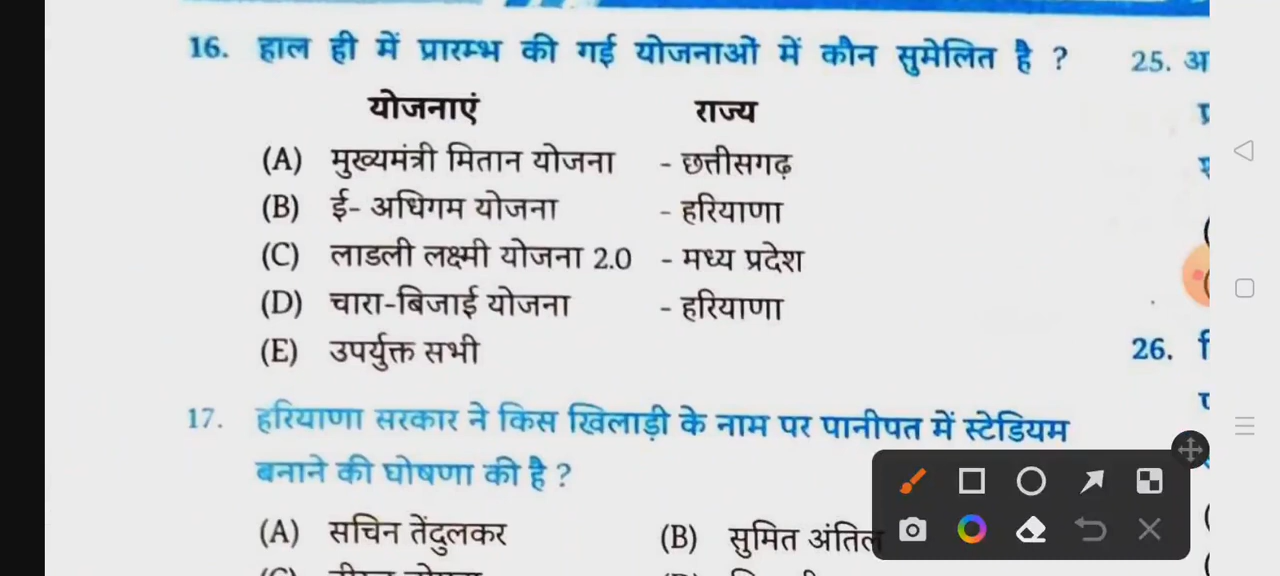 16. हाल ही में प्रारम्भ की गई योजनाओं में कौन सुमेलित है ?
योजनाएं राज्य
(A) मुख्यमंत्री मितान योजना - छत्तीसगढ़
(B) ई- अधिगम योजना - हरियाणा
(C) लाडली लक्ष्मी योजना 2.0 - मध्य प्रदेश
(D) चारा-बिजाई योजना - हरियाणा
(E) उपर्युक्त सभी
17. हरियाणा सरकार ने किस खिलाड़ी के नाम पर पानीपत में स्टेडियम
बनाने की घोषणा की है ?
(A) सचिन तेंदुलकर (B) सुमित अंतिल
25. अ
26.